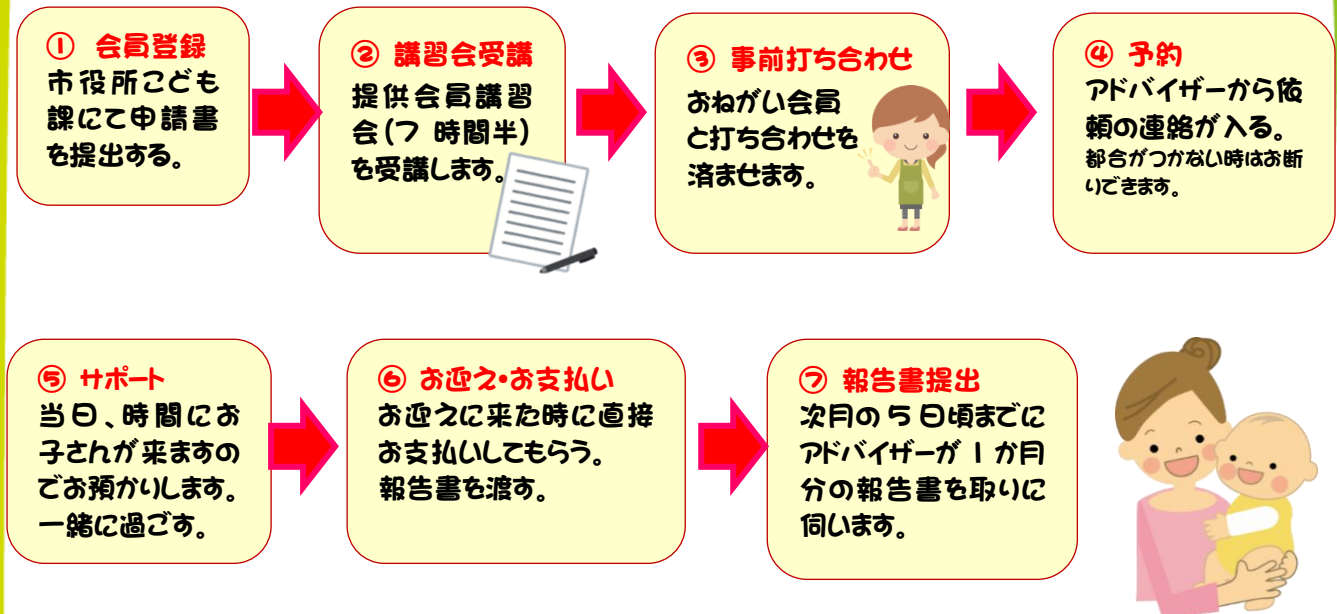 ① 会員登録
市役所こども
課にて申請書
を提出する。
② 講習会受講
提供会員講習
会(7 時間半)
を受講します。
③ 事前打ち合わせ
おねがい会員
と打ち合わせを
済ませます。
④ 予約
アドバイザーから依
頼の連絡が入る。
都合がつかない時はお断
りできます。
⑤ サポート
当日、時間にお
子さんが来ますの
でお預かりします。
一緒に過ごす。
⑥ お迎え・お支払い
お迎えに来た時に直接
お支払いしてもらう。
報告書を渡す。
⑦ 報告書提出
次月の 5 日頃までに
アドバイザーが 1 か月
分の報告書を取りに
伺います。